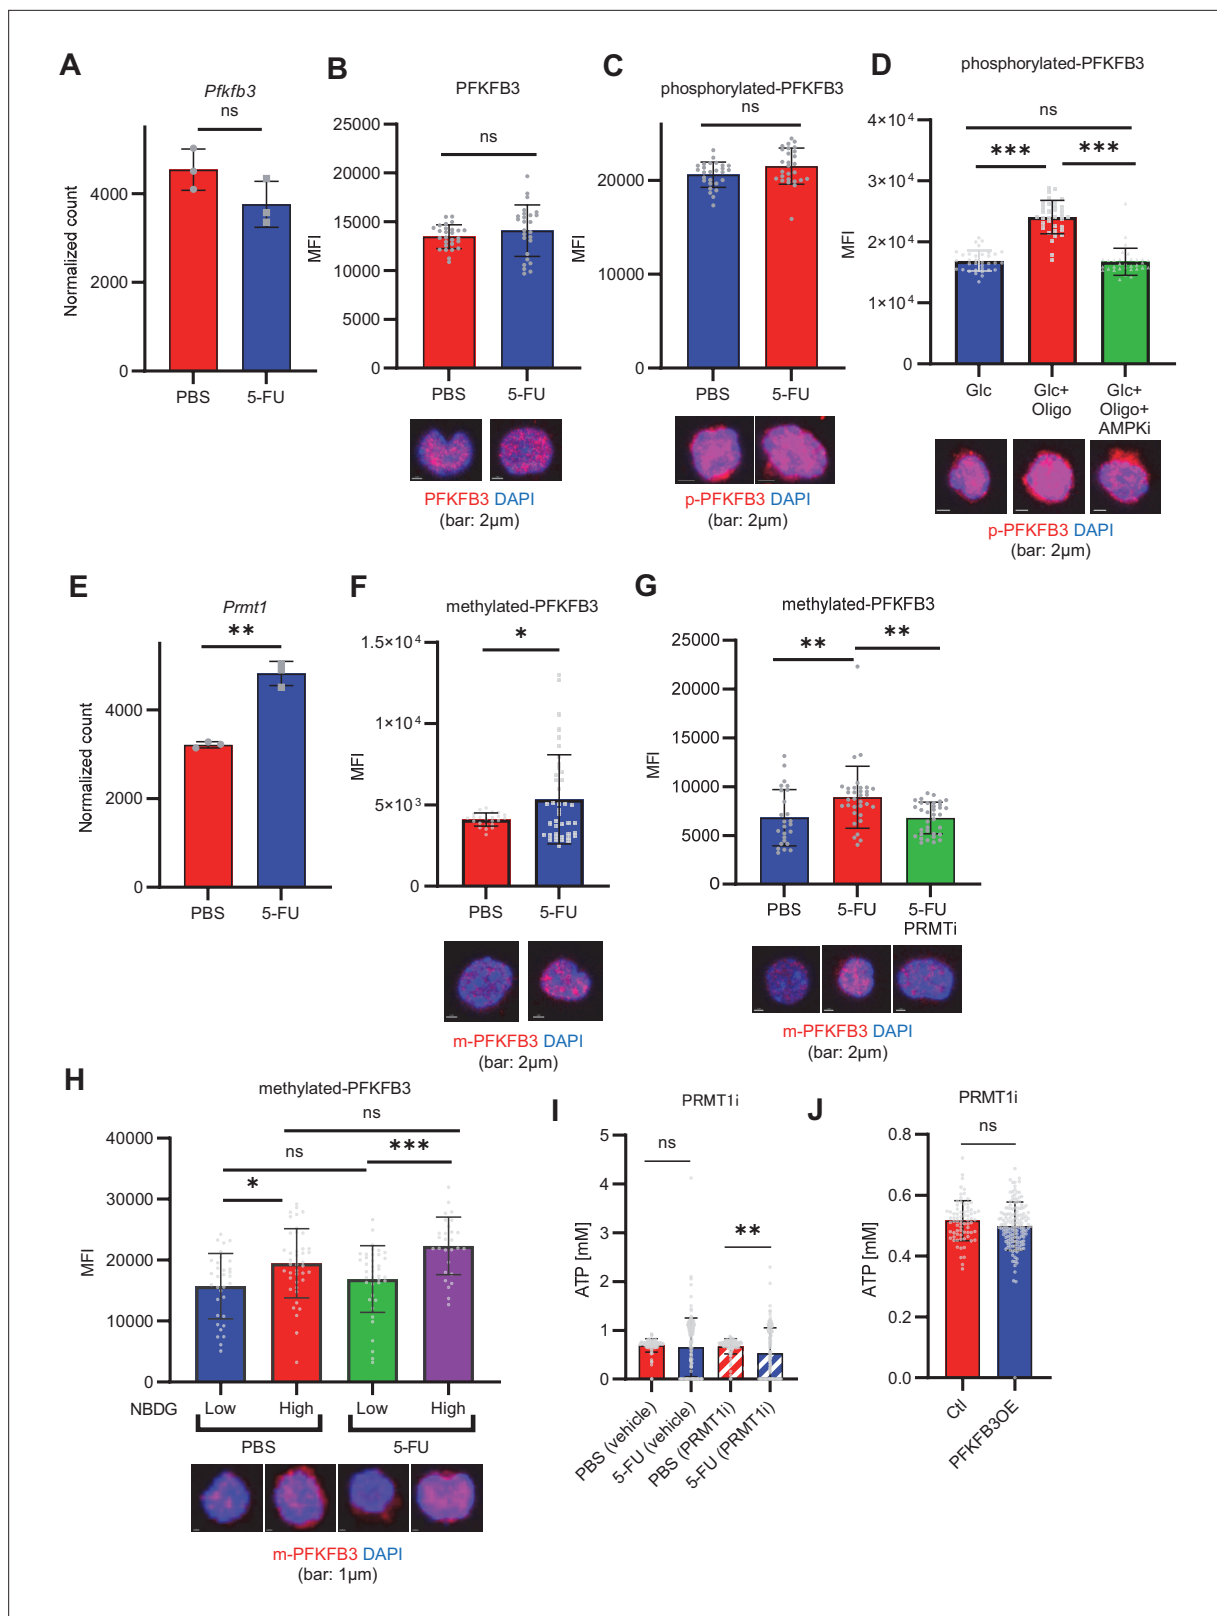 A
Pfkfb3
ns
Normalized count
4000
2000
0
PBS
5-FU
B
PFKFB3
ns
MFI
25000
20000
15000
10000
5000
0
PBS
5-FU
PFKFB3 DAPI
(bar: 2µm)
C
phosphorylated-PFKFB3
ns
MFI
20000
10000
0
PBS
5-FU
p-PFKFB3 DAPI
(bar: 2µm)
D
phosphorylated-PFKFB3
ns
***
***
MFI
4×10⁴
3×10⁴
2×10⁴
1×10⁴
0
Glc
Glc+
Oligo
Glc+
Oligo+
AMPKi
p-PFKFB3 DAPI
(bar: 2µm)
E
Prmt1
**
Normalized count
4000
2000
0
PBS
5-FU
F
methylated-PFKFB3
*
MFI
1.5×10⁴
1×10⁴
5×10³
0
PBS
5-FU
m-PFKFB3 DAPI
(bar: 2µm)
G
methylated-PFKFB3
**
**
MFI
25000
20000
15000
10000
5000
0
PBS
5-FU
5-FU
PRMTi
m-PFKFB3 DAPI
(bar: 2µm)
H
methylated-PFKFB3
ns
ns
***
*
MFI
40000
30000
20000
10000
0
NBDG
Low
High
Low
High
PBS
5-FU
m-PFKFB3 DAPI
(bar: 1µm)
I
PRMT1i
ns
**
ATP [mM]
5
4
3
2
1
0
PBS (vehicle)
5-FU (vehicle)
PBS (PRMT1i)
5-FU (PRMT1i)
J
PRMT1i
ns
ATP [mM]
0.8
0.6
0.4
0.2
0.0
Ctl
PFKFB3OE